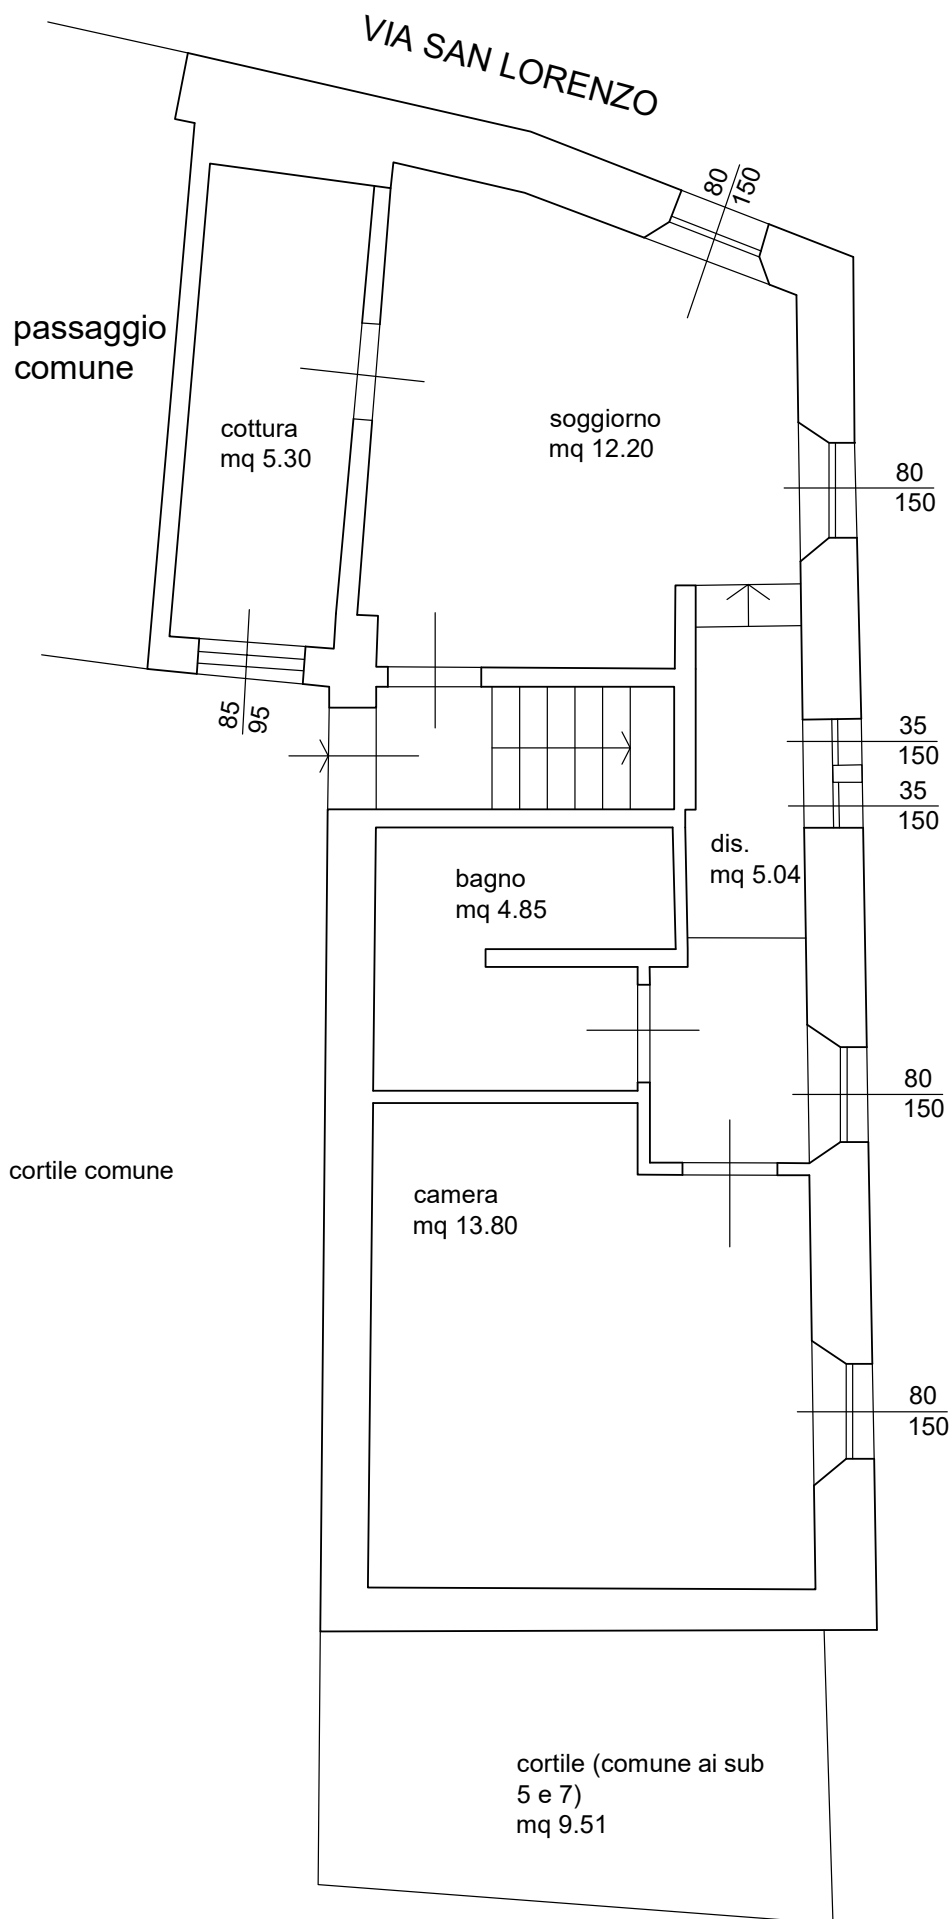 VIA SAN LORENZO
80
150
passaggio
comune
cottura
mq 5.30
soggiorno
mq 12.20
80
150
85
95
35
150
35
150
dis.
mq 5.04
bagno
mq 4.85
80
150
cortile comune
camera
mq 13.80
80
150
cortile (comune ai sub
5 e 7)
mq 9.51